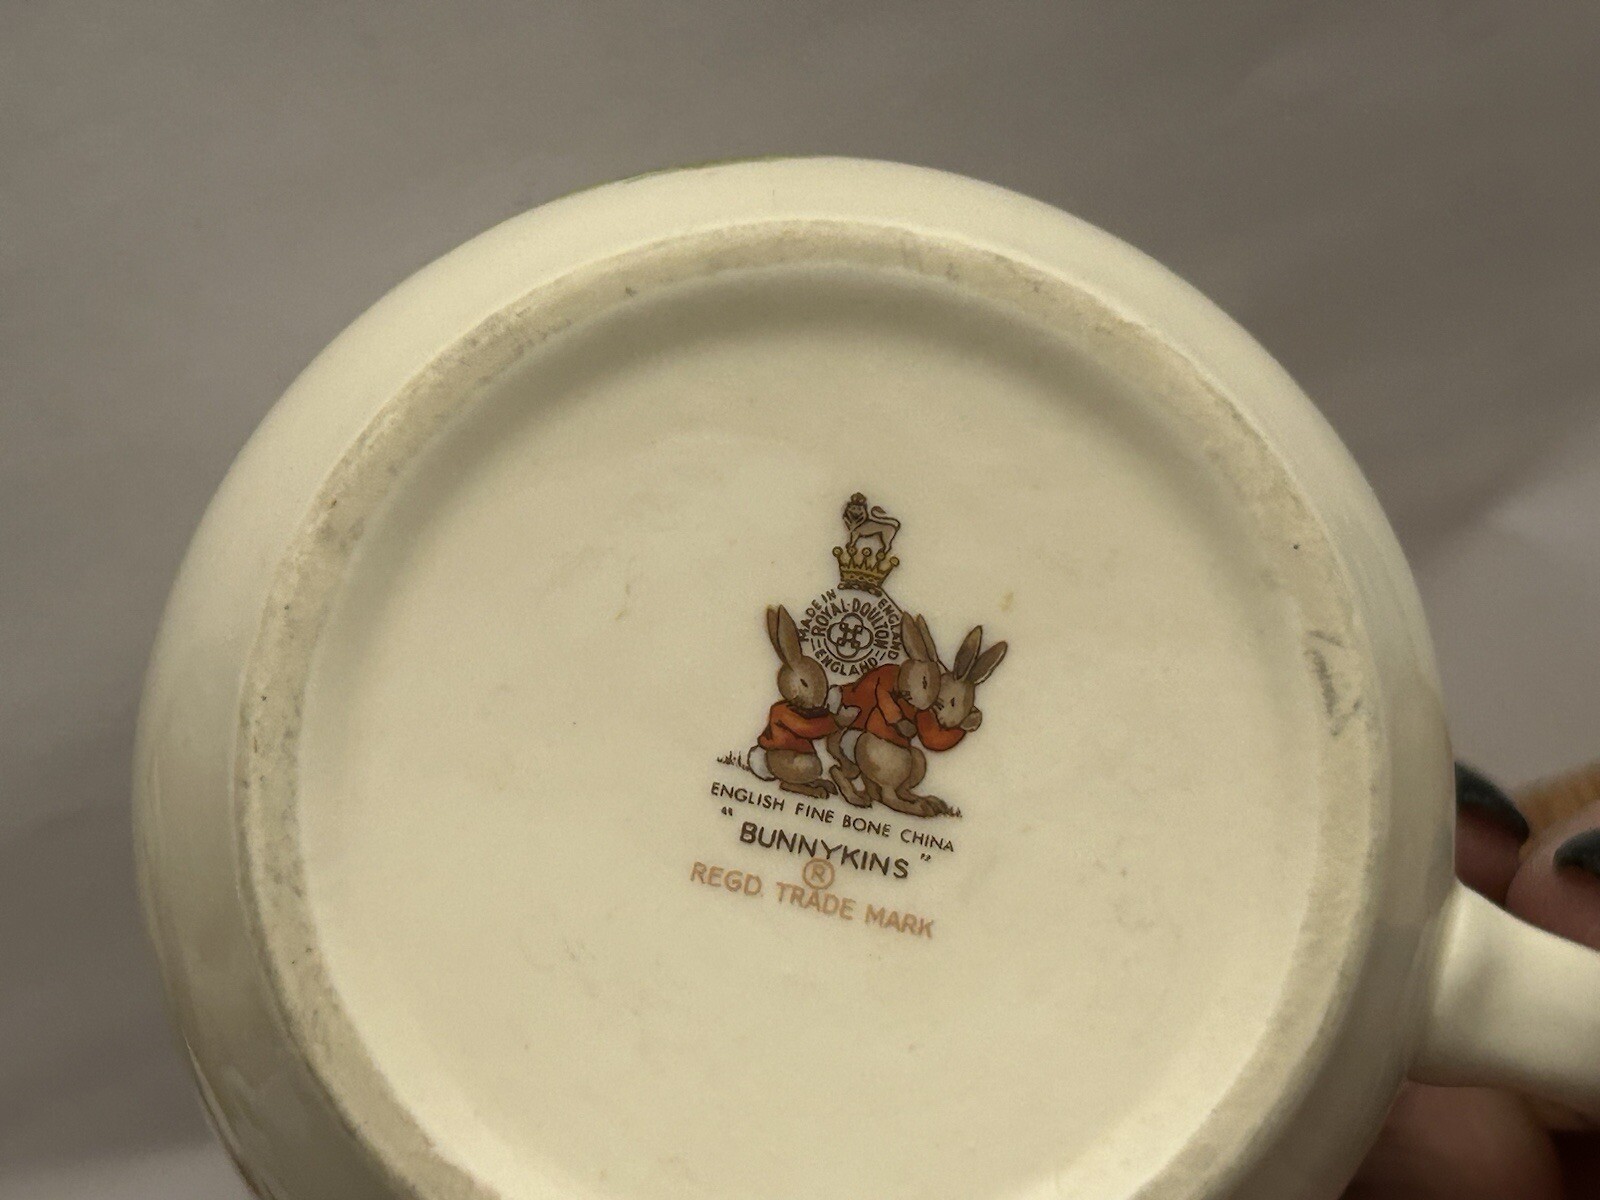 MADE IN ENGLAND
ROYAL·DOULTON
ENGLAND
ENGLISH FINE BONE CHINA
"BUNNYKINS"
®
REGD. TRADE MARK